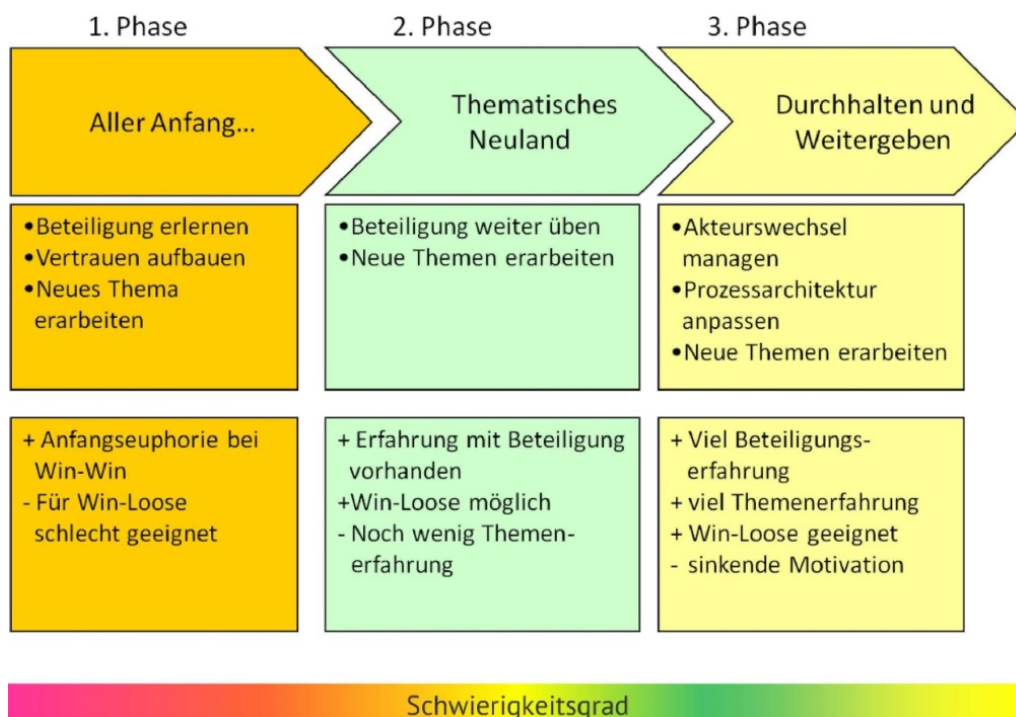 1. Phase
Aller Anfang...
•Beteiligung erlernen
•Vertrauen aufbauen
•Neues Thema
erarbeiten
+ Anfangseuphorie bei
Win-Win
- Für Win-Loose
schlecht geeignet
2. Phase
Thematisches
Neuland
•Beteiligung weiter üben
•Neue Themen erarbeiten
+ Erfahrung mit Beteiligung
vorhanden
+Win-Loose möglich
- Noch wenig Themen-
erfahrung
3. Phase
Durchhalten und
Weitergeben
•Akteurswechsel
managen
•Prozessarchitektur
anpassen
•Neue Themen erarbeiten
+ Viel Beteiligungs-
erfahrung
+ viel Themenerfahrung
+ Win-Loose geeignet
- sinkende Motivation
Schwierigkeitsgrad